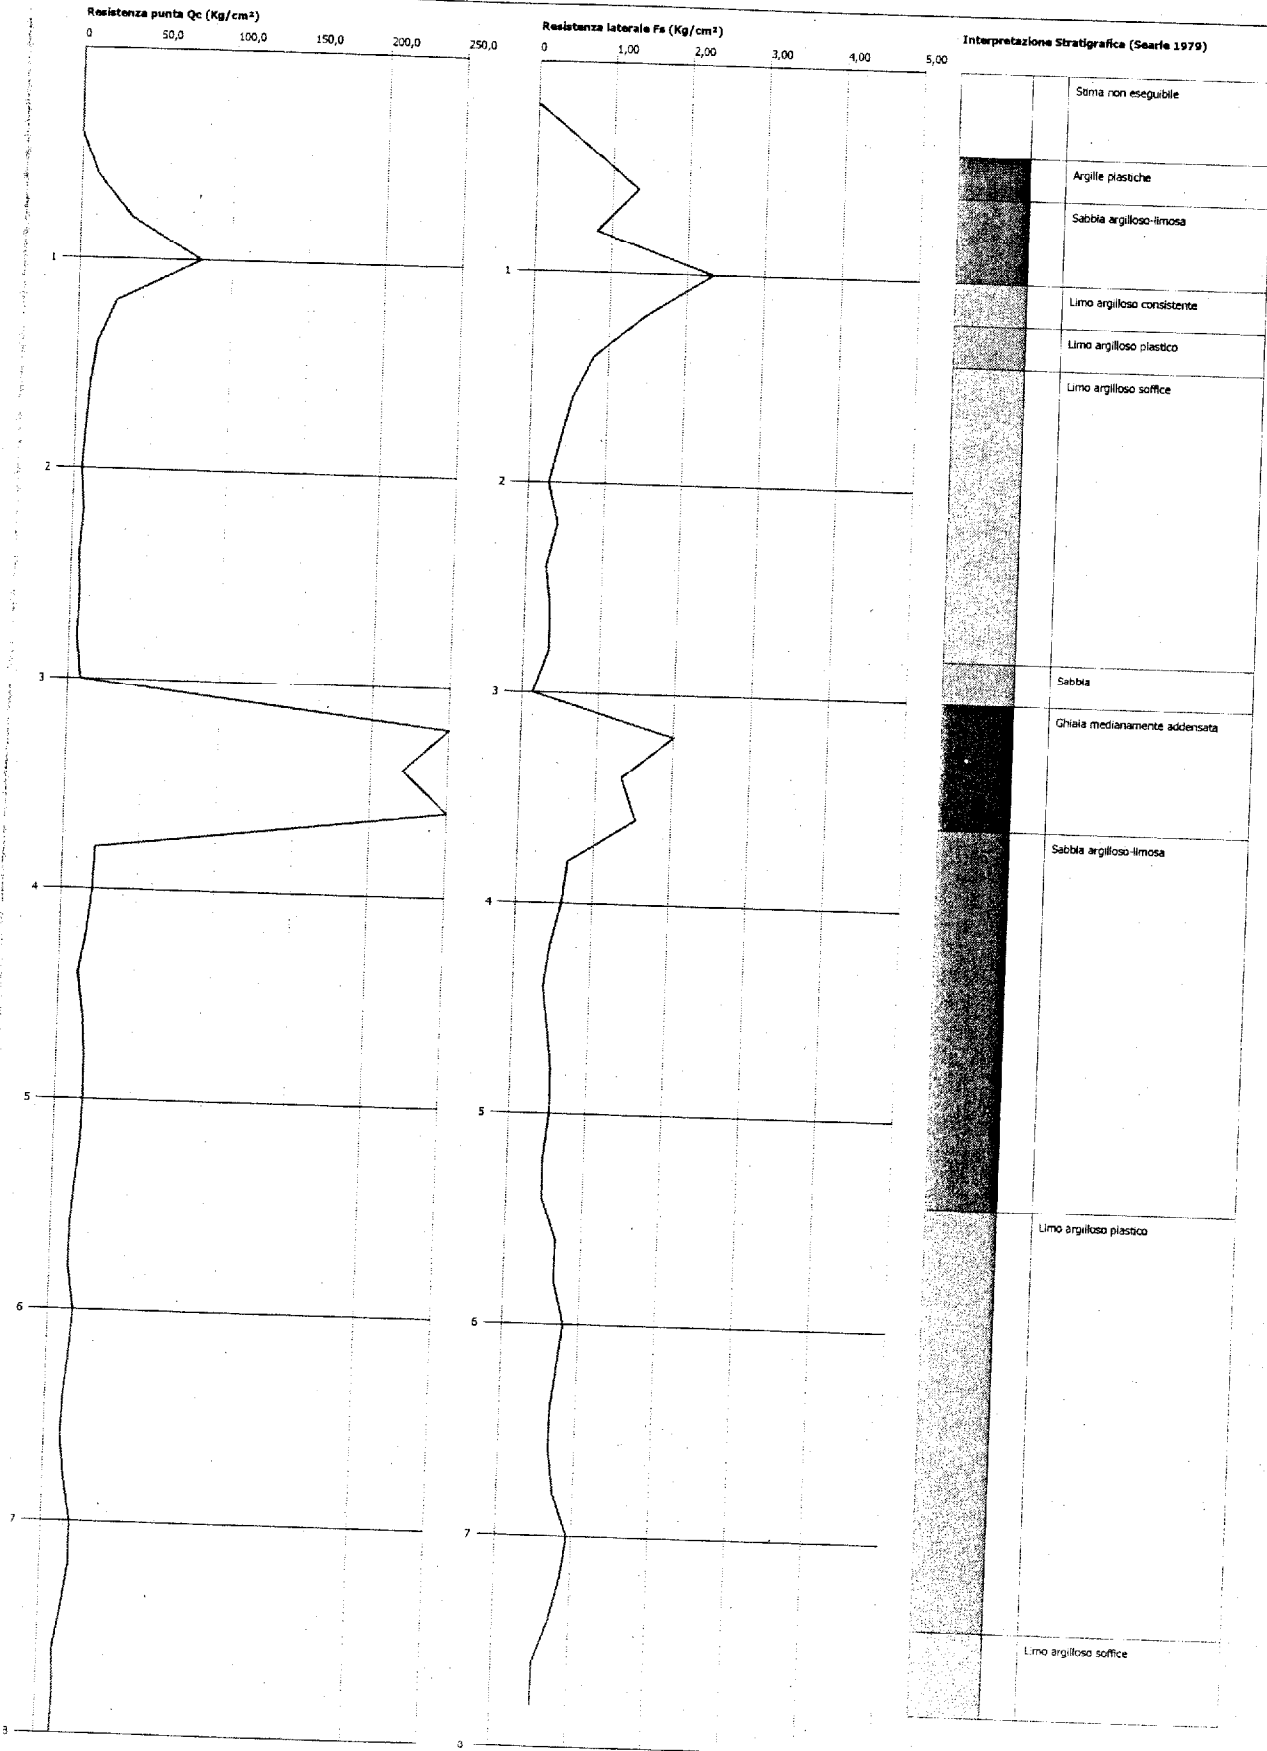 Resistenza punta Qc (Kg/cm²)
0 50,0 100,0 150,0 200,0 250,0
1
2
3
4
5
6
7
8
Resistenza laterale Fs (Kg/cm²)
0 1,00 2,00 3,00 4,00 5,00
1
2
3
4
5
6
7
8
Interpretazione Stratigrafica (Searle 1979)
Stima non eseguibile
Argille plastiche
Sabbia argilloso-limosa
Limo argilloso consistente
Limo argilloso plastico
Limo argilloso soffice
Sabbia
Ghiaia medianamente addensata
Sabbia argilloso-limosa
Limo argilloso plastico
Limo argilloso soffice